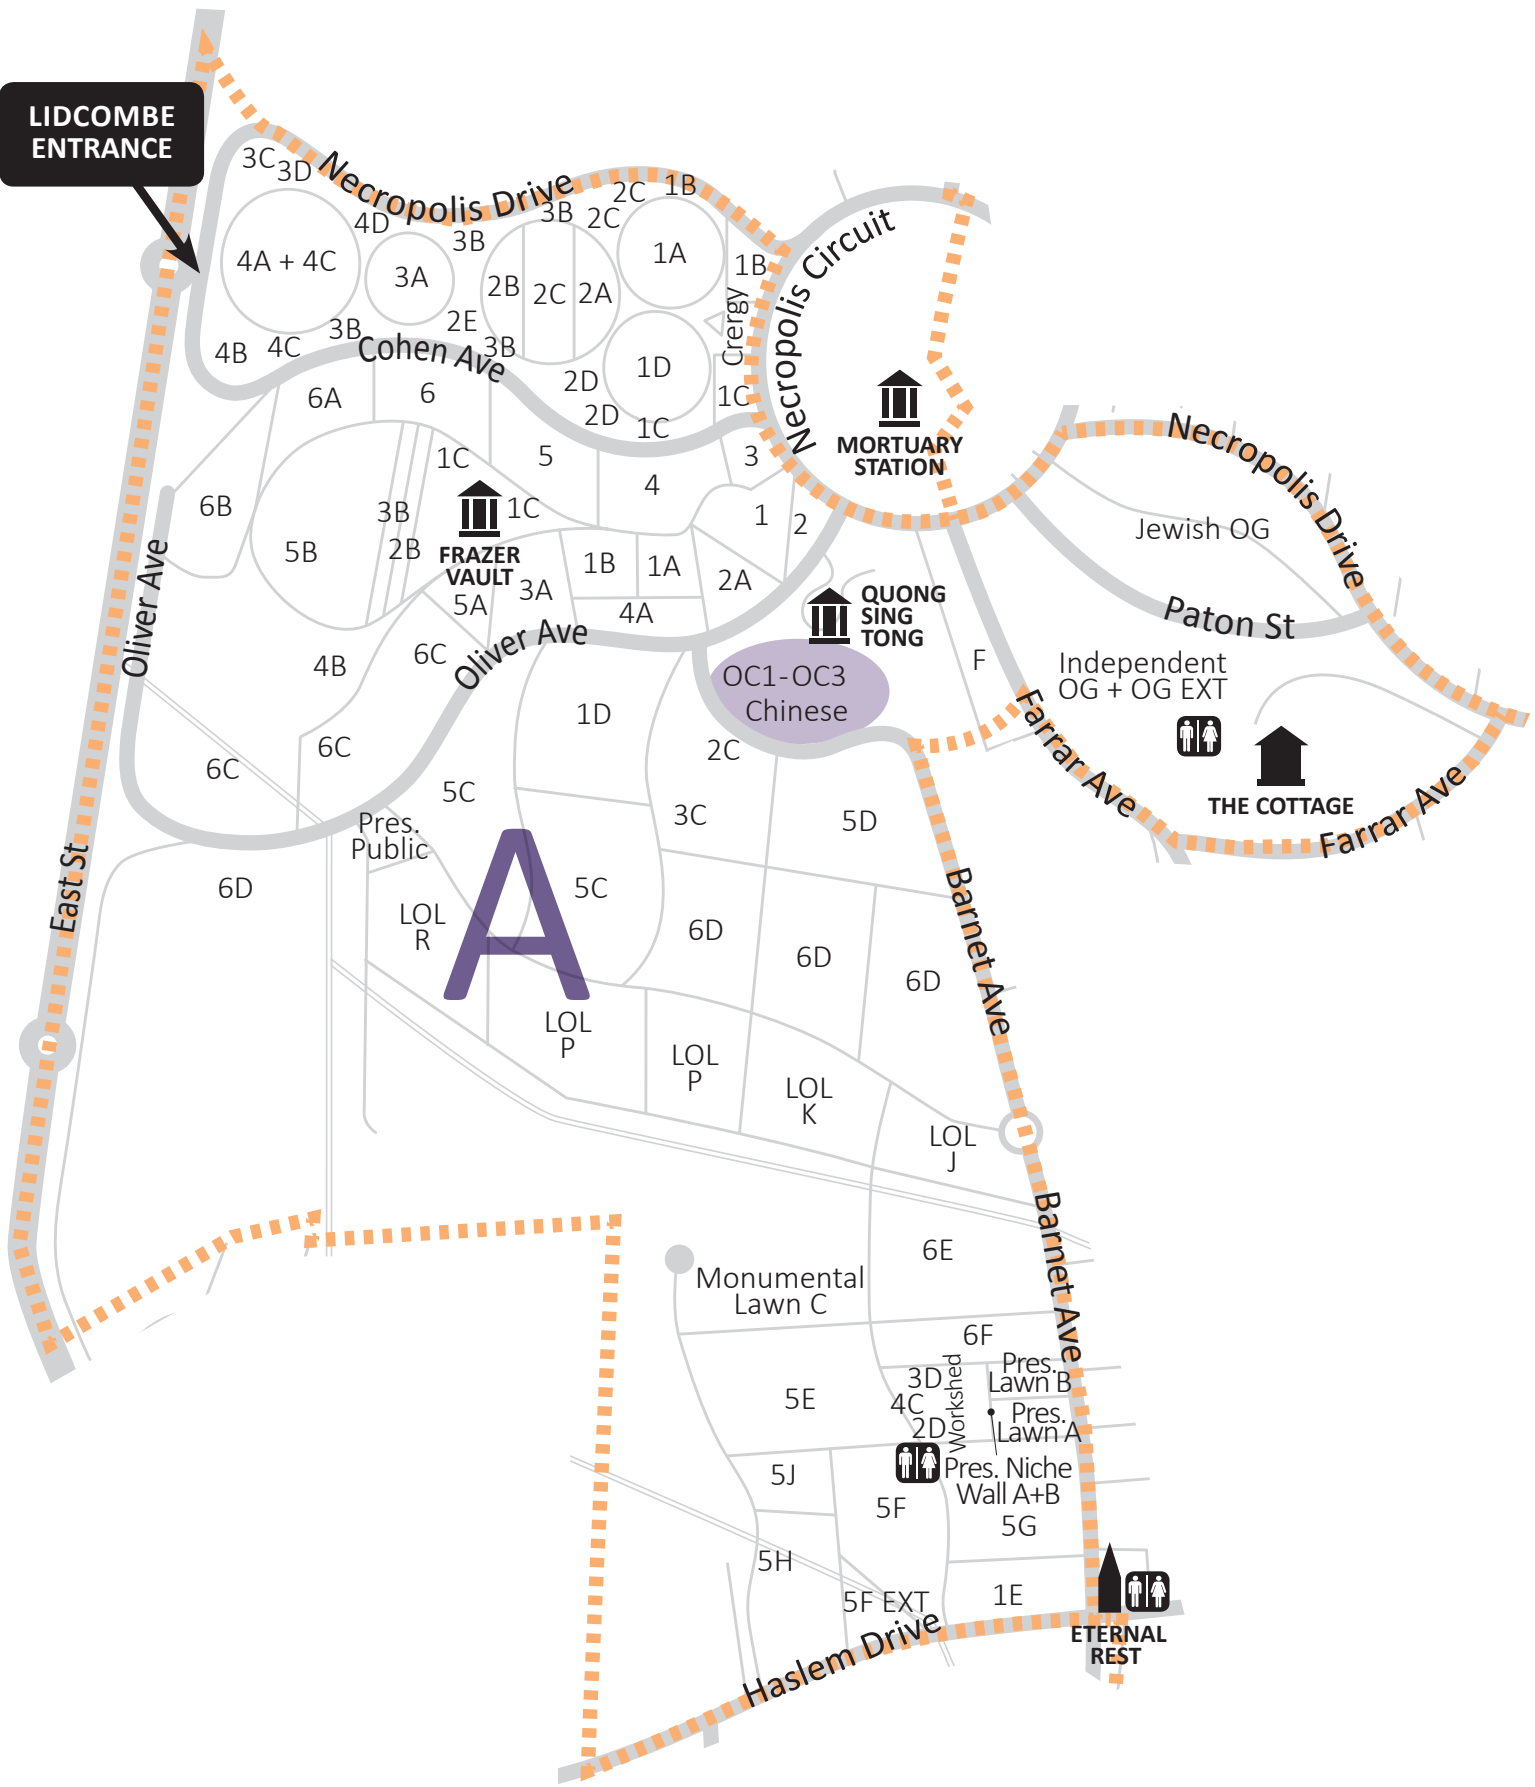 LIDCOMBE
ENTRANCE
3C
3D
Necropolis Drive
2C
1B
4D
3B
3B
2C
4A + 4C
3A
2B
2C
2A
1A
1B
Crergy
Necropolis Circuit
2E
3B
3B
4B
4C
Cohen Ave
1D
2D
2D
1C
1C
6A
6
MORTUARY
STATION
Necropolis Drive
1C
5
4
3
6B
3B
1C
1
2
Jewish OG
5B
2B
FRAZER
VAULT
1B
1A
2A
3A
5A
4A
QUONG
SING
TONG
Paton St
Oliver Ave
Oliver Ave
4B
6C
F
Independent
OG + OG EXT
OC1-OC3
Chinese
1D
2C
6C
6C
5C
Farrar Ave
THE COTTAGE
Farrar Ave
Pres.
Public
3C
5D
East St
6D
A
5C
LOL
R
6D
6D
6D
Barnet Ave
LOL
P
LOL
P
LOL
K
LOL
J
Barnet Ave
6E
Monumental
Lawn C
6F
Pres.
Lawn B
3D
4C
2D
Workshed
5E
Pres.
Lawn A
Pres. Niche
Wall A+B
5J
5F
5G
5H
5F EXT
1E
Haslem Drive
ETERNAL
REST